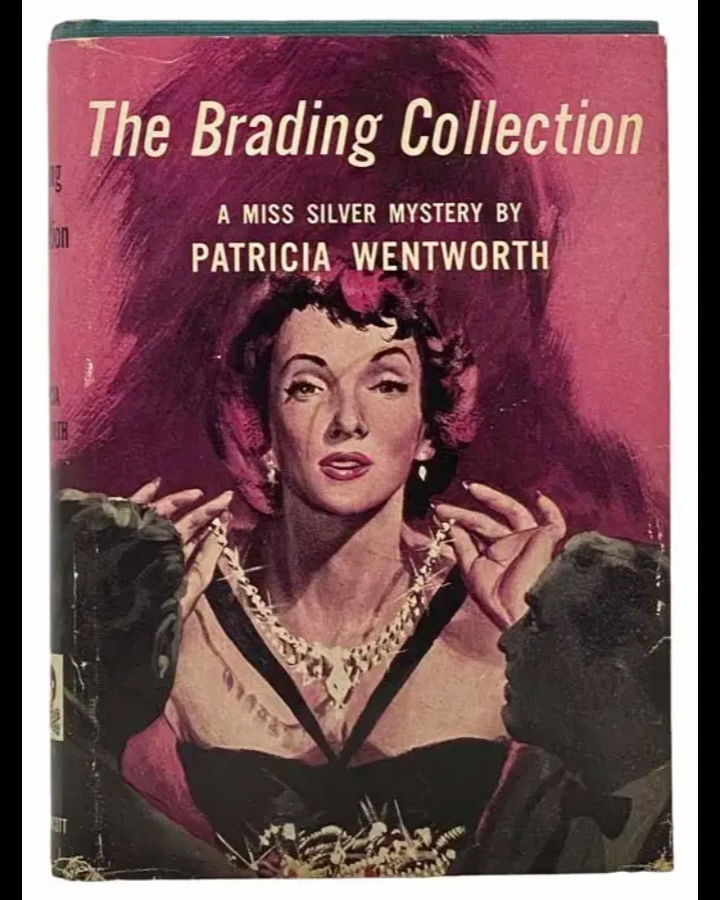 The Brading Collection
A MISS SILVER MYSTERY BY
PATRICIA WENTWORTH